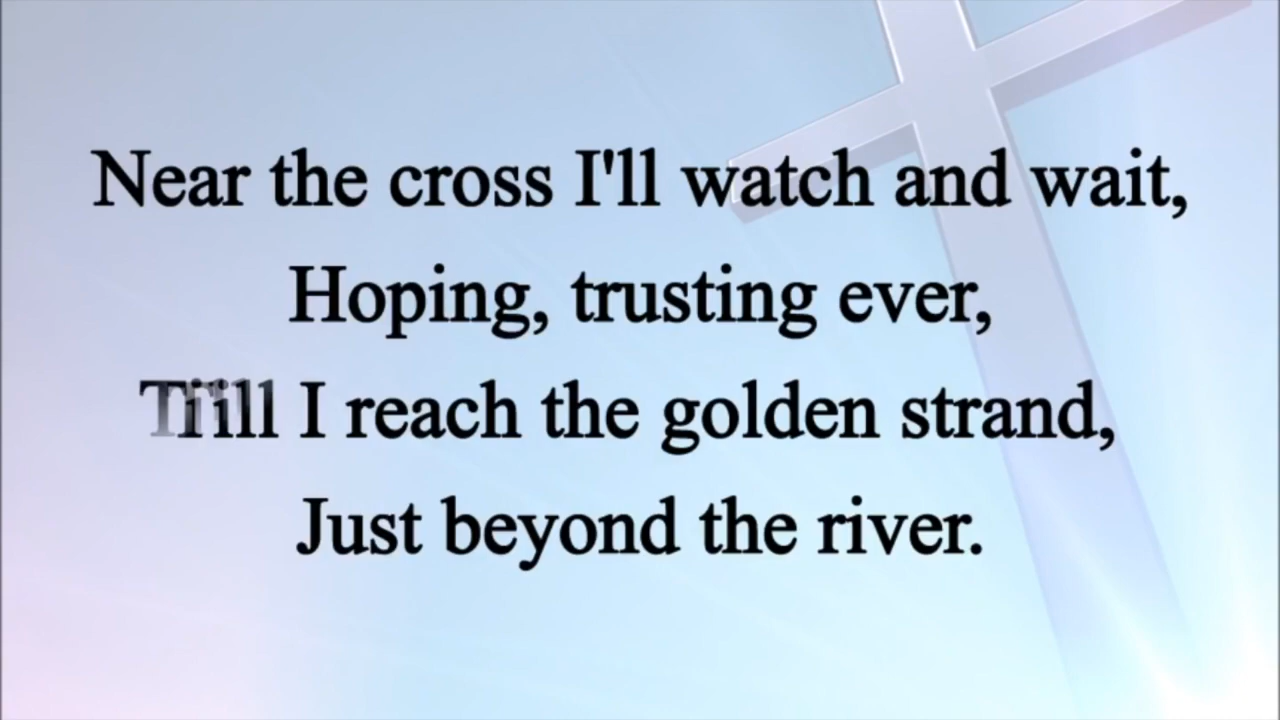 Near the cross I'll watch and wait,
Hoping, trusting ever,
Till I reach the golden strand,
Just beyond the river.